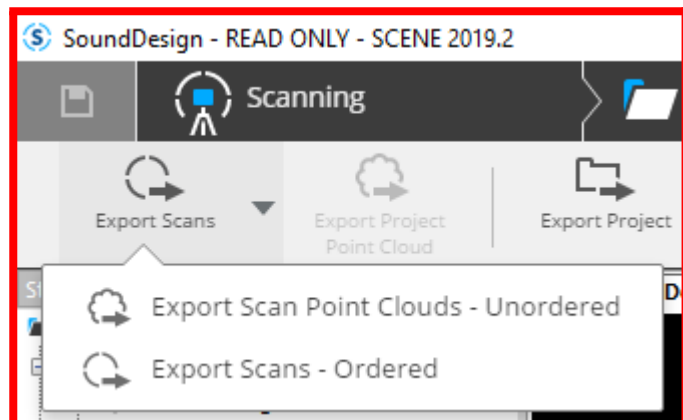 SoundDesign - READ ONLY - SCENE 2019.2
Scanning
Export Scans
Export Project
Point Cloud
Export Project
Export Scan Point Clouds - Unordered
Export Scans - Ordered